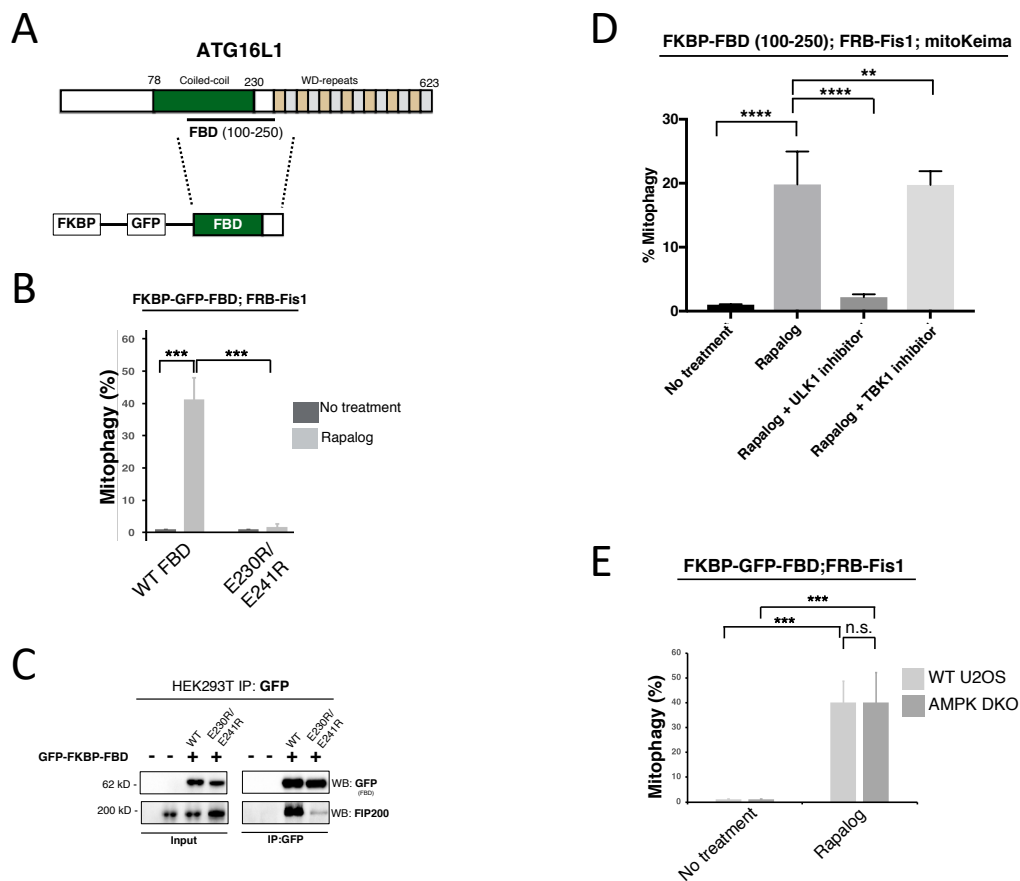 A
ATG16L1
78
Coiled-coil
230
WD-repeats
623
FBD (100-250)
FKBP
GFP
FBD
B
FKBP-GFP-FBD; FRB-Fis1
Mitophagy (%)
60
50
40
30
20
10
0
***
***
No treatment
Rapalog
WT FBD
E230R/
E241R
C
HEK293T IP: GFP
GFP-FKBP-FBD
- - + +
WT
E230R/
E241R
- - + +
WT
E230R/
E241R
62 kD -
WB: GFP
(FBD)
200 kD -
WB: FIP200
Input
IP:GFP
D
FKBP-FBD (100-250); FRB-Fis1; mitoKeima
% Mitophagy
30
20
10
0
****
****
**
No treatment
Rapalog
Rapalog + ULK1 inhibitor
Rapalog + TBK1 inhibitor
E
FKBP-GFP-FBD;FRB-Fis1
Mitophagy (%)
60
50
40
30
20
10
0
***
***
n.s.
WT U2OS
AMPK DKO
No treatment
Rapalog